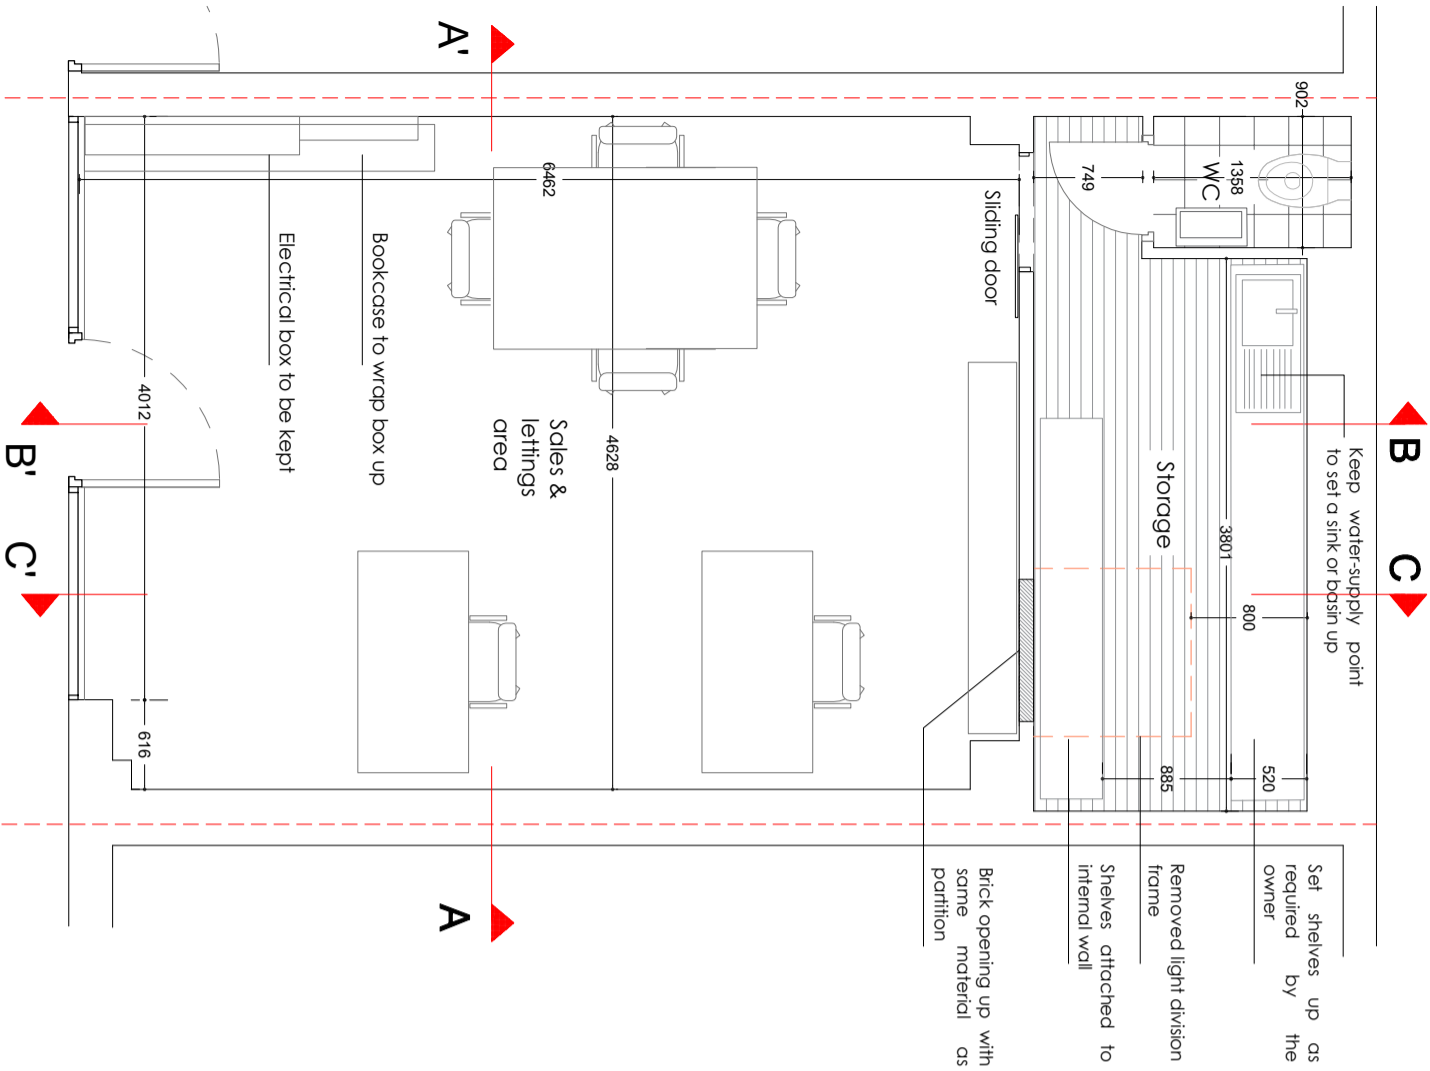 A'
A
B
B'
C
C'
902
1358
WC
749
Sliding door
6462
Electrical box to be kept
Bookcase to wrap box up
4012
616
4628
Sales &
lettings
area
Storage
3801
800
885
520
Keep water-supply point
to set a sink or basin up
Set shelves up as
required by the
owner
Removed light division
frame
Shelves attached to
internal wall
Brick opening up with
same material as
partition